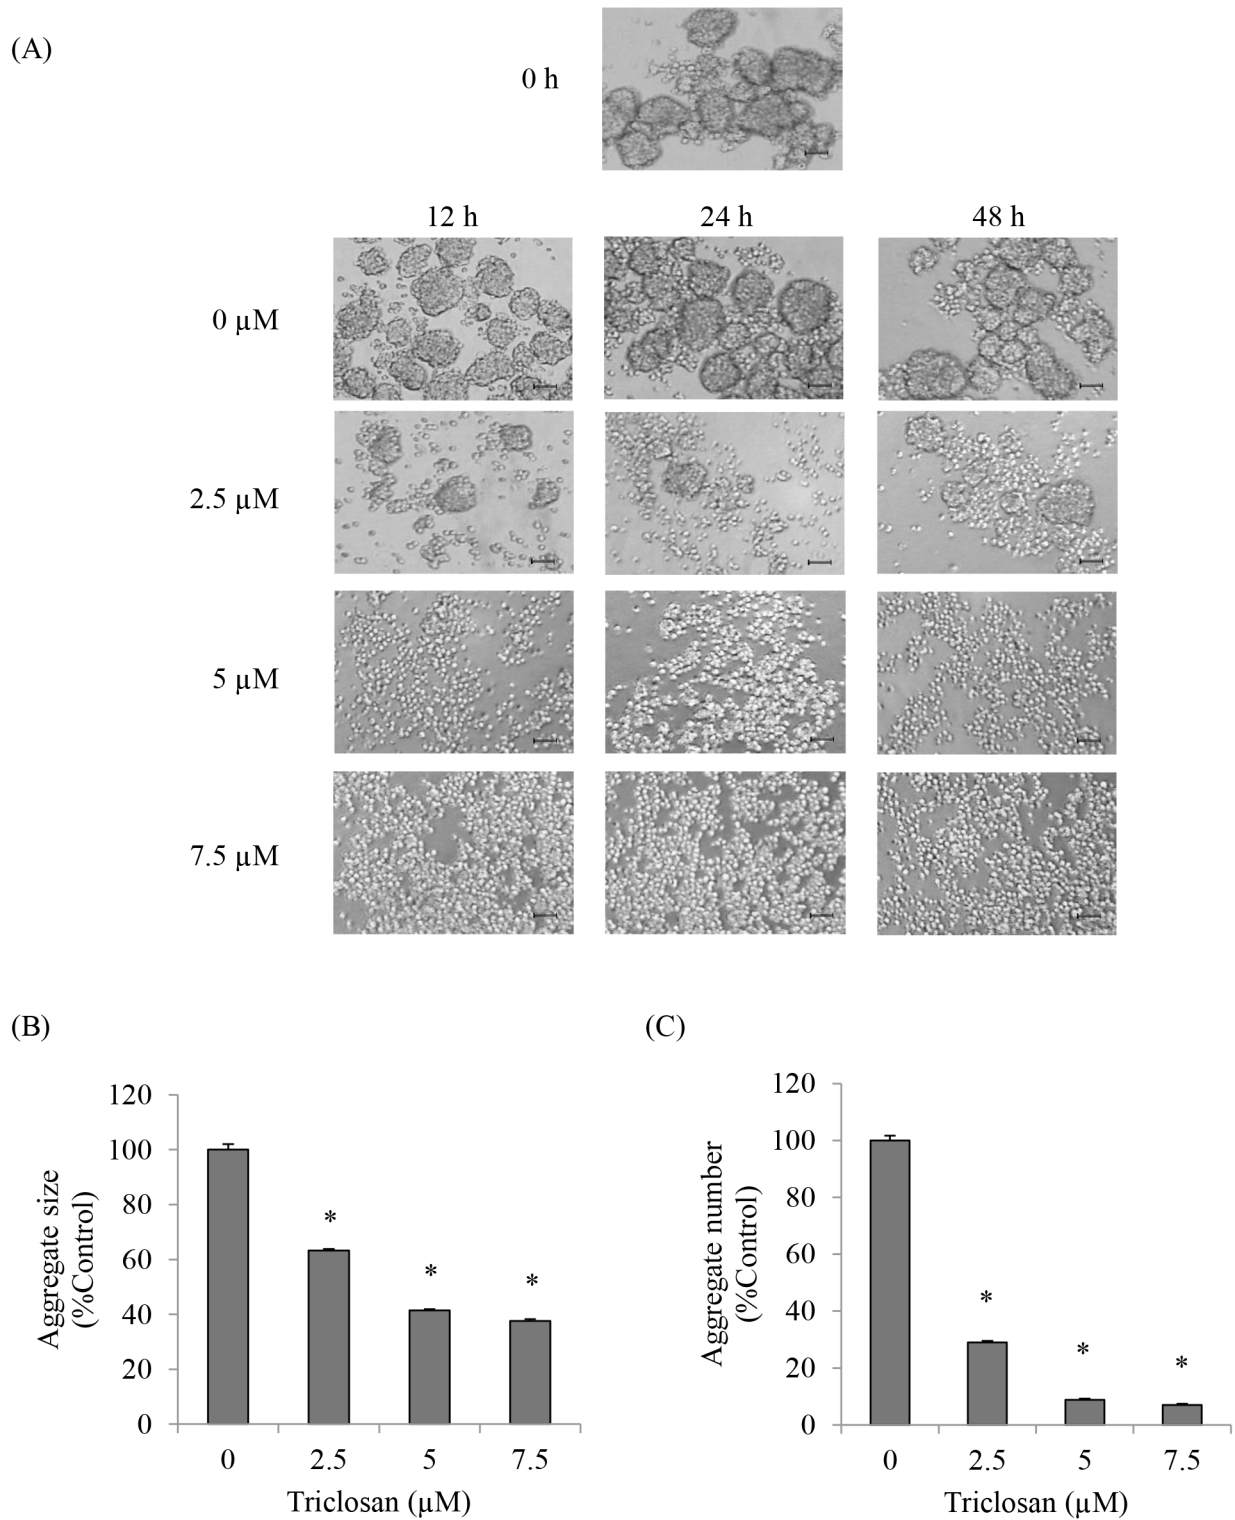 (A)
0 h
12 h 24 h 48 h
0 µM
2.5 µM
5 µM
7.5 µM
(B)
120
100
80
60
40
20
0
Aggregate size
(%Control)
* * *
0 2.5 5 7.5
Triclosan (µM)
(C)
120
100
80
60
40
20
0
Aggregate number
(%Control)
* * *
0 2.5 5 7.5
Triclosan (µM)